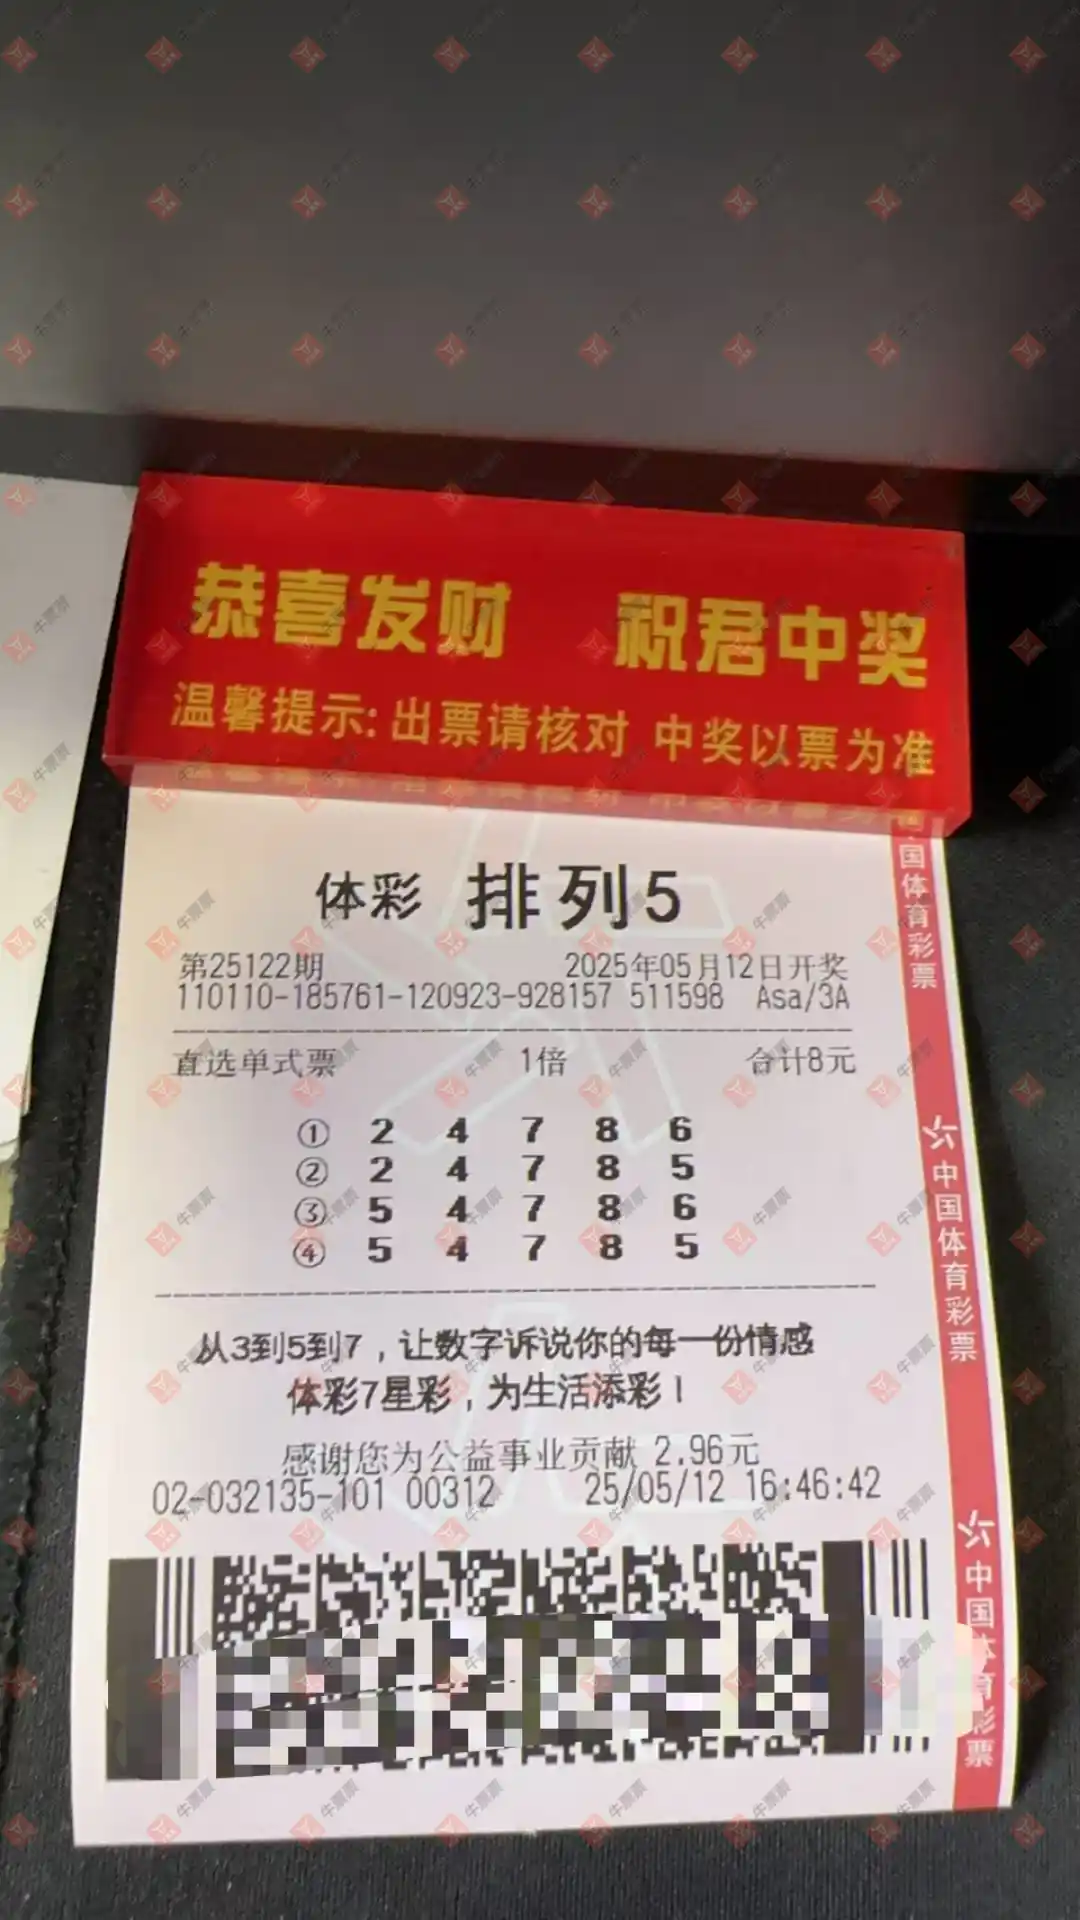 恭喜发财 祝君中奖
温馨提示:出票请核对 中奖以票为准
体彩 排列5
第25122期 2025年05月12日开奖
110110-185761-120923-928157 511598 Asa/3A
直选单式票 1倍 合计8元
① 2 4 7 8 6
② 2 4 7 8 5
③ 5 4 7 8 6
④ 5 4 7 8 5
从3到5到7，让数字诉说你的每一份情感
体彩7星彩，为生活添彩！
感谢您为公益事业贡献 2.96元
02-032135-101 00312 25/05/12 16:46:42
国体育彩票
中国体育彩票
中国体育彩票
牛票票